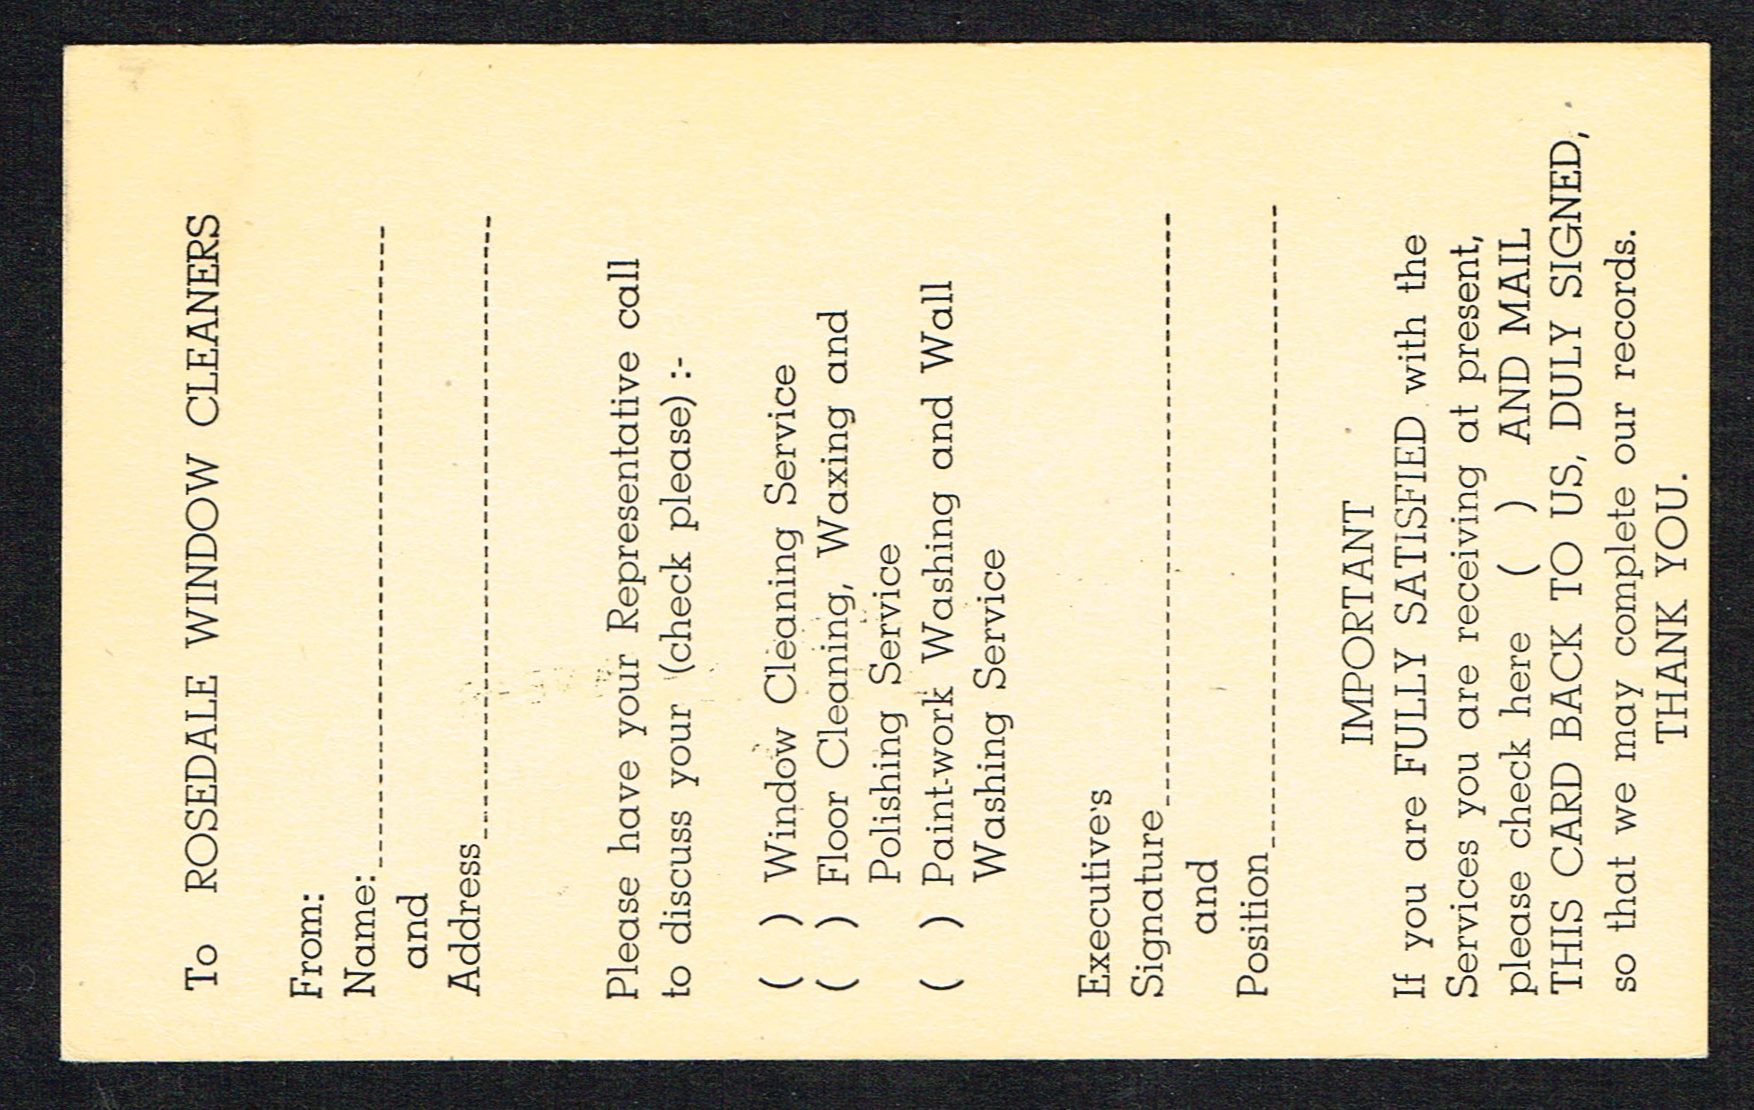 To ROSEDALE WINDOW CLEANERS
From:
Name:
and
Address
Please have your Representative call
to discuss your (check please) :-
( ) Window Cleaning Service
( ) Floor Cleaning, Waxing and
Polishing Service
( ) Paint-work Washing and Wall
Washing Service
Executive's
Signature
and
Position
IMPORTANT
If you are FULLY SATISFIED with the
Services you are receiving at present,
please check here ( ) AND MAIL
THIS CARD BACK TO US, DULY SIGNED,
so that we may complete our records.
THANK YOU.